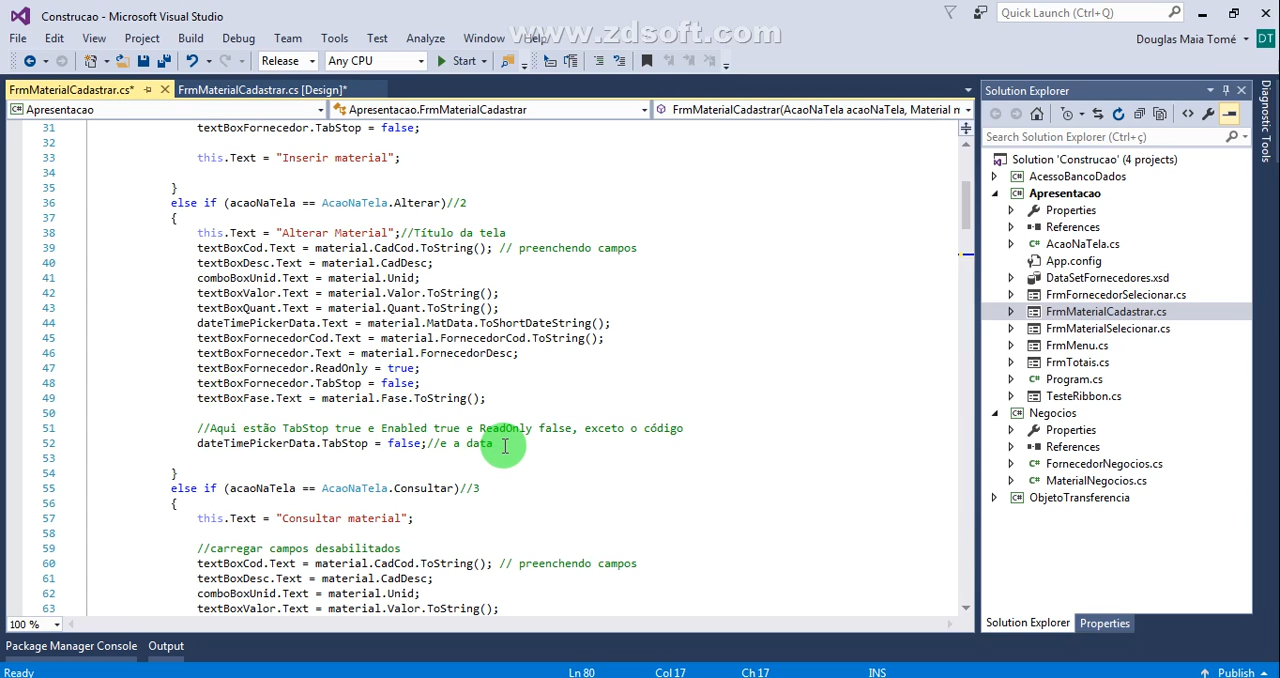 Construcao - Microsoft Visual Studio
www.zdsoft.com
Quick Launch (Ctrl+Q)
File Edit View Project Build Debug Team Tools Test Analyze Window Help
Douglas Maia Tomé DT
Release Any CPU Start
FrmMaterialCadastrar.cs* FrmMaterialCadastrar.cs [Design]*
Apresentacao Apresentacao.FrmMaterialCadastrar FrmMaterialCadastrar(AcaoNaTela acaoNaTela, Material m
31 textBoxFornecedor.TabStop = false;
32
33 this.Text = "Inserir material";
34
35 }
36 else if (acaoNaTela == AcaoNaTela.Alterar)//2
37 {
38 this.Text = "Alterar Material";//Título da tela
39 textBoxCod.Text = material.CadCod.ToString(); // preenchendo campos
40 textBoxDesc.Text = material.CadDesc;
41 comboBoxUnid.Text = material.Unid;
42 textBoxValor.Text = material.Valor.ToString();
43 textBoxQuant.Text = material.Quant.ToString();
44 dateTimePickerData.Text = material.MatData.ToShortDateString();
45 textBoxFornecedorCod.Text = material.FornecedorCod.ToString();
46 textBoxFornecedor.Text = material.FornecedorDesc;
47 textBoxFornecedor.ReadOnly = true;
48 textBoxFornecedor.TabStop = false;
49 textBoxFase.Text = material.Fase.ToString();
50
51 //Aqui estão TabStop true e Enabled true e ReadOnly false, exceto o código
52 dateTimePickerData.TabStop = false;//e a data
53
54 }
55 else if (acaoNaTela == AcaoNaTela.Consultar)//3
56 {
57 this.Text = "Consultar material";
58
59 //carregar campos desabilitados
60 textBoxCod.Text = material.CadCod.ToString(); // preenchendo campos
61 textBoxDesc.Text = material.CadDesc;
62 comboBoxUnid.Text = material.Unid;
63 textBoxValor.Text = material.Valor.ToString();
100 %
Solution Explorer
Search Solution Explorer (Ctrl+ç)
Solution 'Construcao' (4 projects)
AcessoBancoDados
Apresentacao
Properties
References
AcaoNaTela.cs
App.config
DataSetFornecedores.xsd
FrmFornecedorSelecionar.cs
FrmMaterialCadastrar.cs
FrmMaterialSelecionar.cs
FrmMenu.cs
FrmTotais.cs
Program.cs
TesteRibbon.cs
Negocios
Properties
References
FornecedorNegocios.cs
MaterialNegocios.cs
ObjetoTransferencia
Solution Explorer Properties
Diagnostic Tools
Package Manager Console Output
Ready Ln 80 Col 17 Ch 17 INS Publish